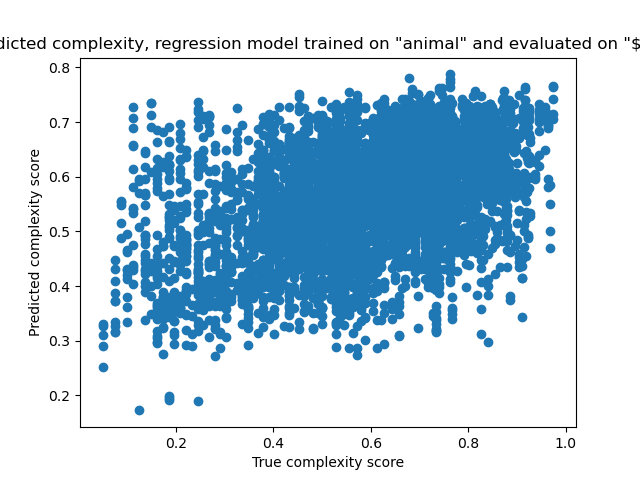 dicted complexity, regression model trained on "animal" and evaluated on "$
0.8
0.7
0.6
0.5
0.4
0.3
0.2
Predicted complexity score
0.2 0.4 0.6 0.8 1.0
True complexity score